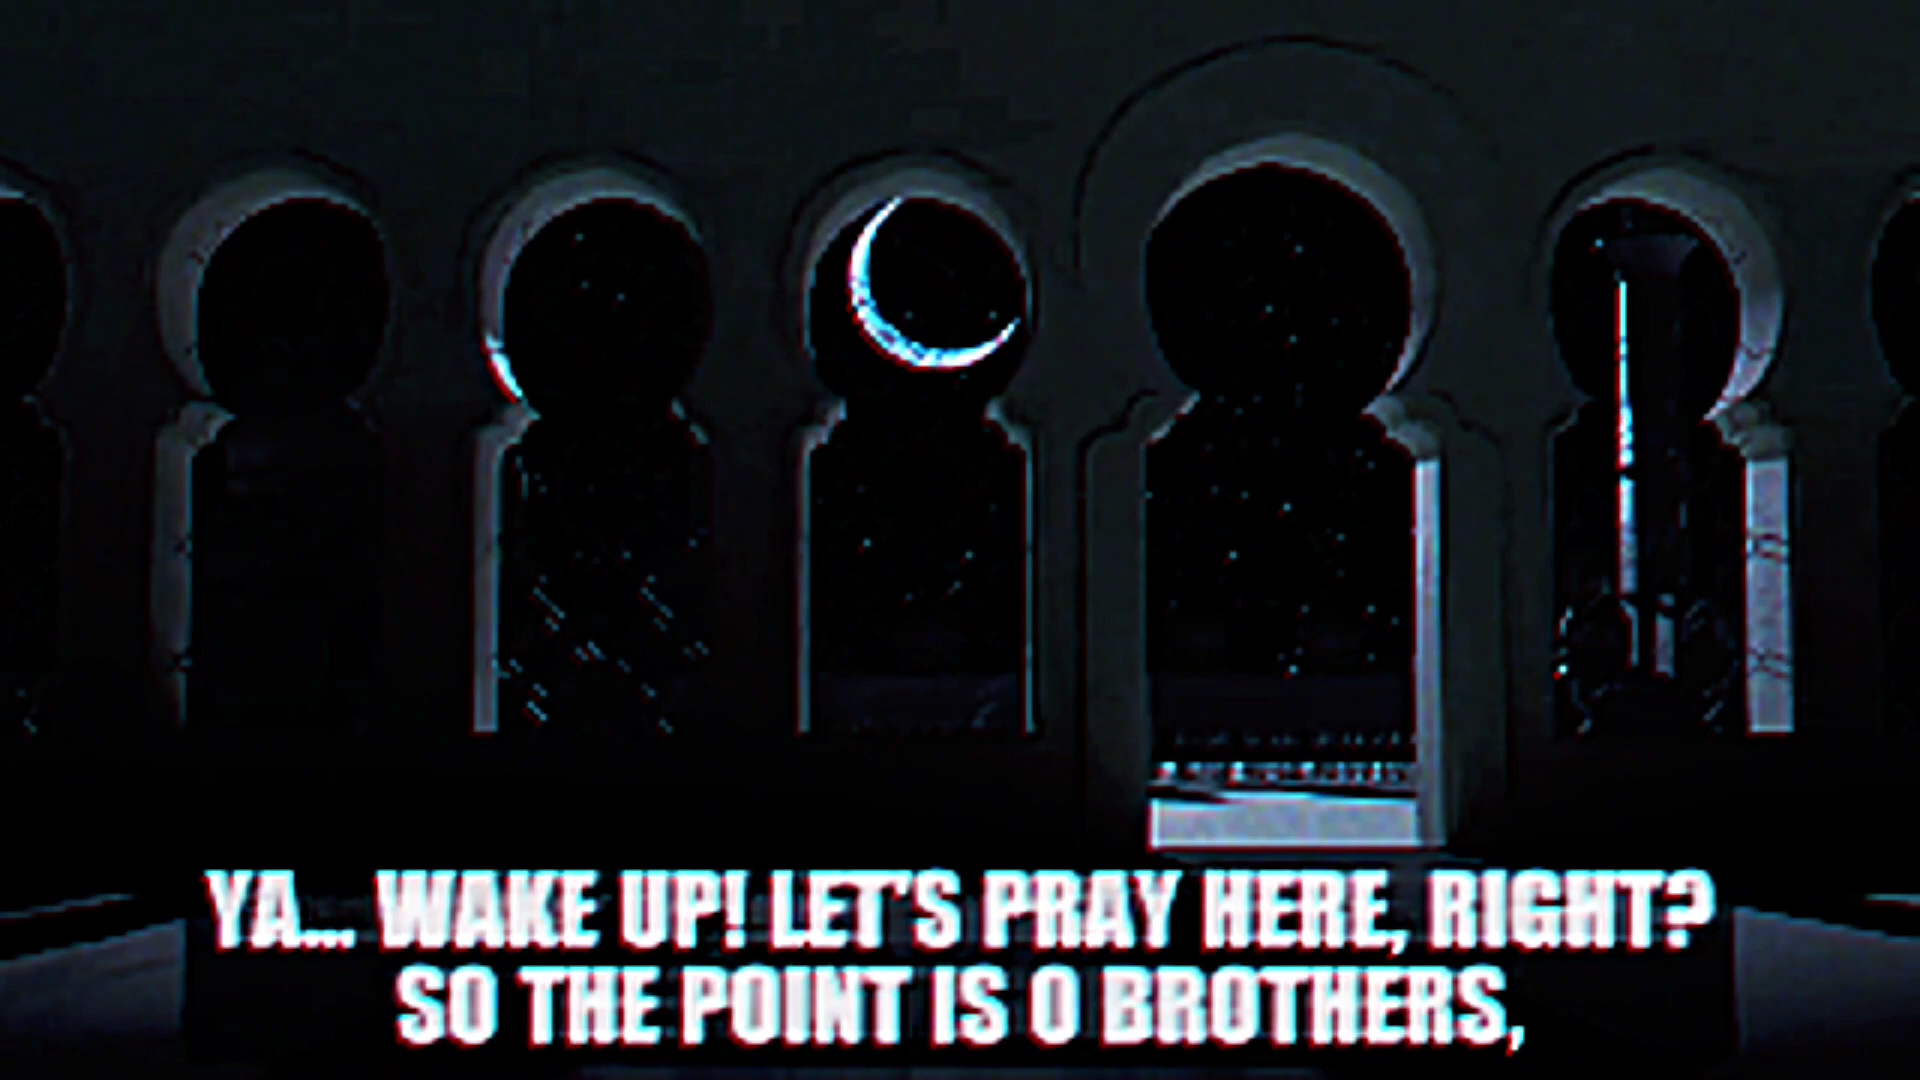 YA... WAKE UP! LET'S PRAY HERE, RIGHT?
SO THE POINT IS O BROTHERS,